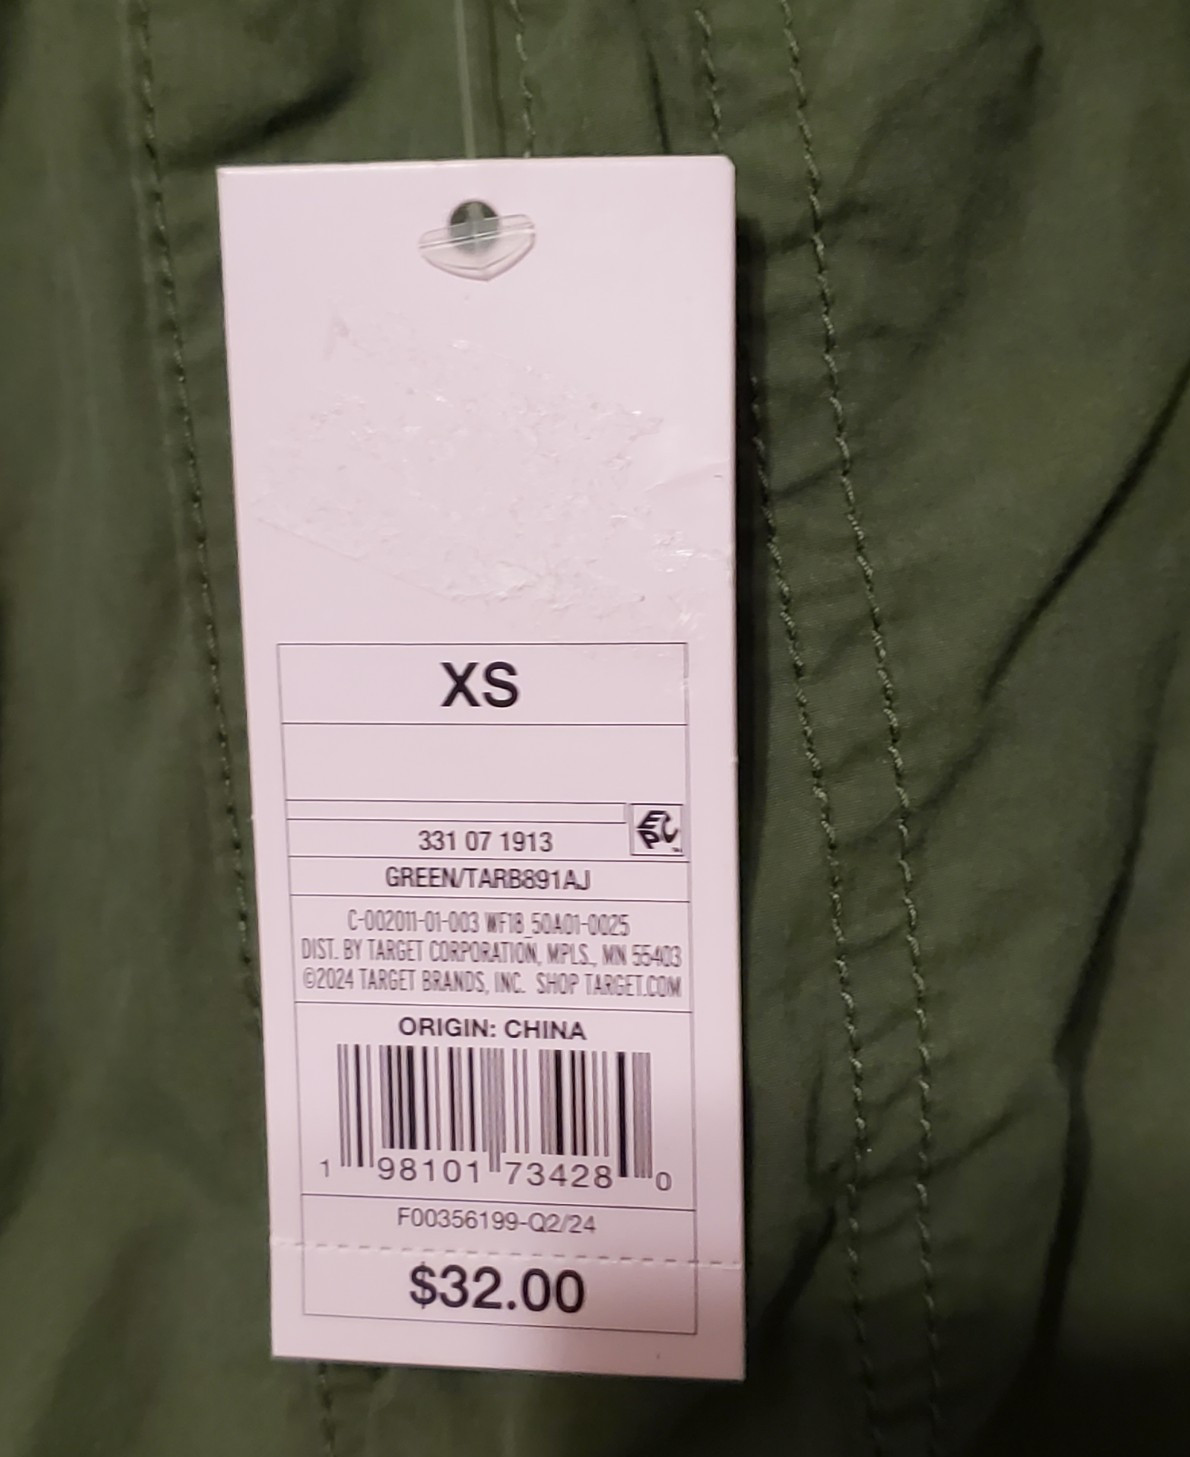 XS
EPC
331 07 1913
GREEN/TARB891AJ
C-002011-01-003 WF18_50A01-0025
DIST. BY TARGET CORPORATION, MPLS., MN 55403
©2024 TARGET BRANDS, INC. SHOP TARGET.COM
ORIGIN: CHINA
1 98101 73428 0
F00356199-Q2/24
$32.00